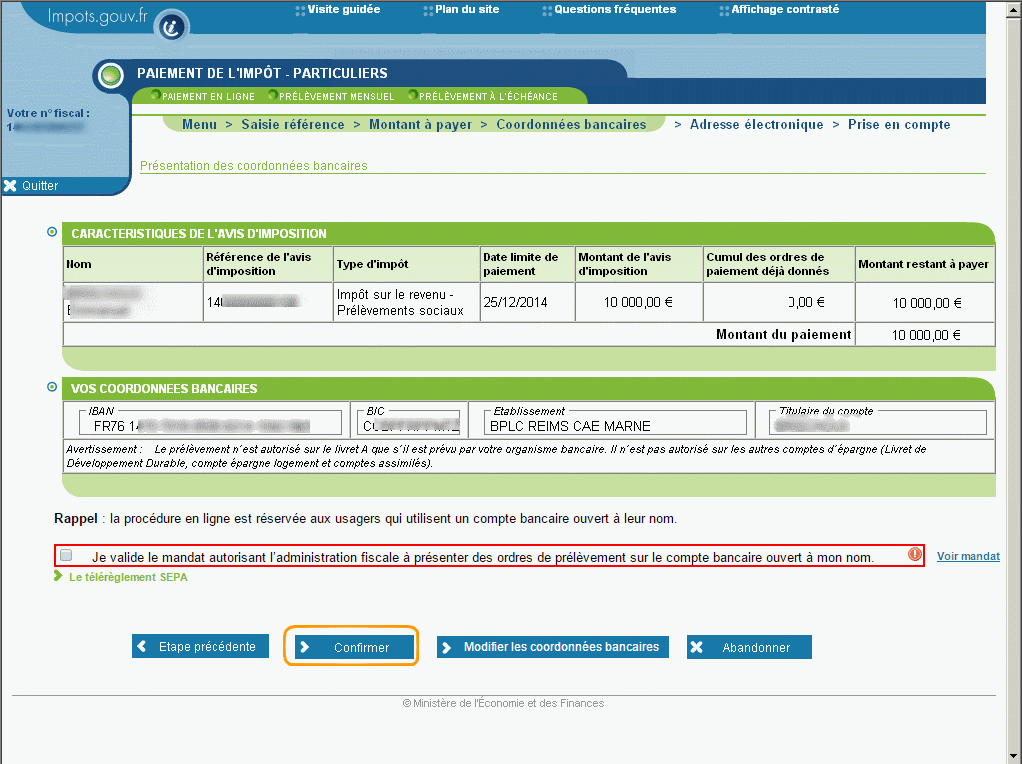 Impots.gouv.fr
Visite guidée
Plan du site
Questions fréquentes
Affichage contrasté
PAIEMENT DE L'IMPÔT - PARTICULIERS
PAIEMENT EN LIGNE PRÉLÈVEMENT MENSUEL PRÉLÈVEMENT À L'ÉCHÉANCE
Votre n° fiscal :
Menu > Saisie référence > Montant à payer > Coordonnées bancaires > Adresse électronique > Prise en compte
Présentation des coordonnées bancaires
Quitter
CARACTERISTIQUES DE L'AVIS D'IMPOSITION
Nom
Référence de l'avis
d'imposition
Type d'impôt
Date limite de
paiement
Montant de l'avis
d'imposition
Cumul des ordres de
paiement déjà donnés
Montant restant à payer
Impôt sur le revenu -
Prélèvements sociaux
25/12/2014
10 000,00 €
0,00 €
10 000,00 €
Montant du paiement
10 000,00 €
VOS COORDONNEES BANCAIRES
IBAN
FR76
BIC
Etablissement
BPLC REIMS CAE MARNE
Titulaire du compte
Avertissement : Le prélèvement n´est autorisé sur le livret A que s´il est prévu par votre organisme bancaire. Il n´est pas autorisé sur les autres comptes d´épargne (Livret de
Développement Durable, compte épargne logement et comptes assimilés).
Rappel : la procédure en ligne est réservée aux usagers qui utilisent un compte bancaire ouvert à leur nom.
Je valide le mandat autorisant l'administration fiscale à présenter des ordres de prélèvement sur le compte bancaire ouvert à mon nom.
Voir mandat
Le télérèglement SEPA
Etape précédente
Confirmer
Modifier les coordonnées bancaires
Abandonner
© Ministère de l'Économie et des Finances